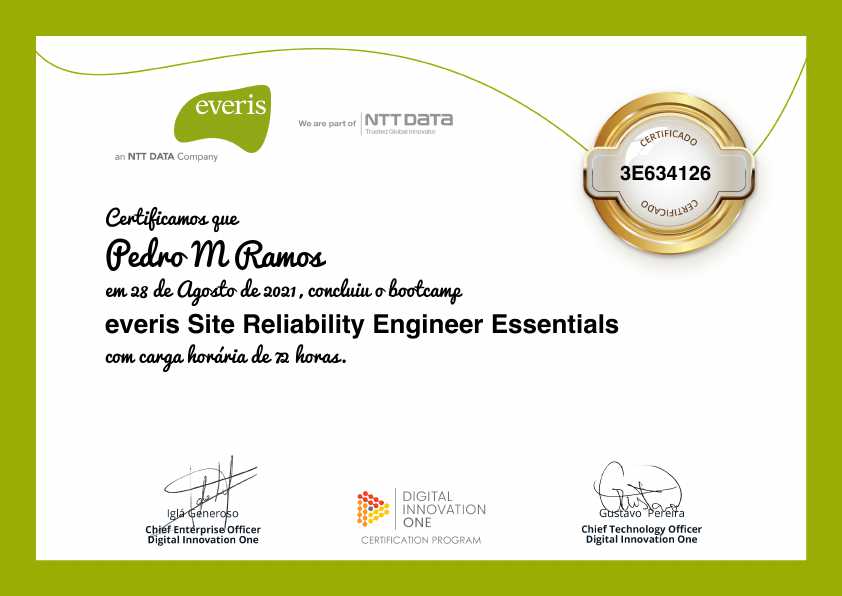 everis
an NTT DATA Company
We are part of
NTT DATA
Trusted Global Innovator
CERTIFICADO
3E634126
CERTIFICADO
Certificamos que
Pedro M Ramos
em 28 de Agosto de 2021, concluiu o bootcamp
everis Site Reliability Engineer Essentials
com carga horária de 72 horas.
Iglá Generoso
Chief Enterprise Officer
Digital Innovation One
DIGITAL
INNOVATION
ONE
CERTIFICATION PROGRAM
Gustavo Pereira
Chief Technology Officer
Digital Innovation One